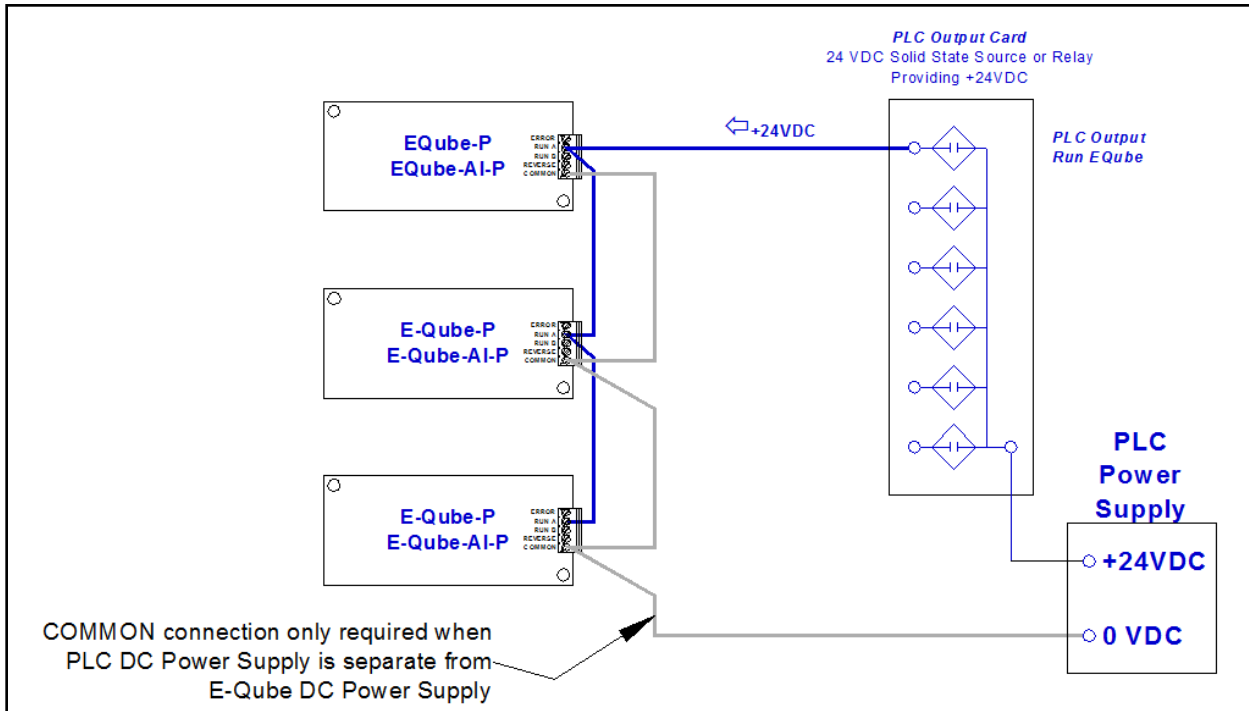 PLC Output Card
24 VDC Solid State Source or Relay
Providing +24VDC
+24VDC
PLC Output
Run EQube
EQube-P
EQube-AI-P
ERROR
RUN A
RUN B
REVERSE
COMMON
E-Qube-P
E-Qube-AI-P
ERROR
RUN A
RUN B
REVERSE
COMMON
E-Qube-P
E-Qube-AI-P
ERROR
RUN A
RUN B
REVERSE
COMMON
PLC
Power
Supply
+24VDC
0 VDC
COMMON connection only required when
PLC DC Power Supply is separate from
E-Qube DC Power Supply